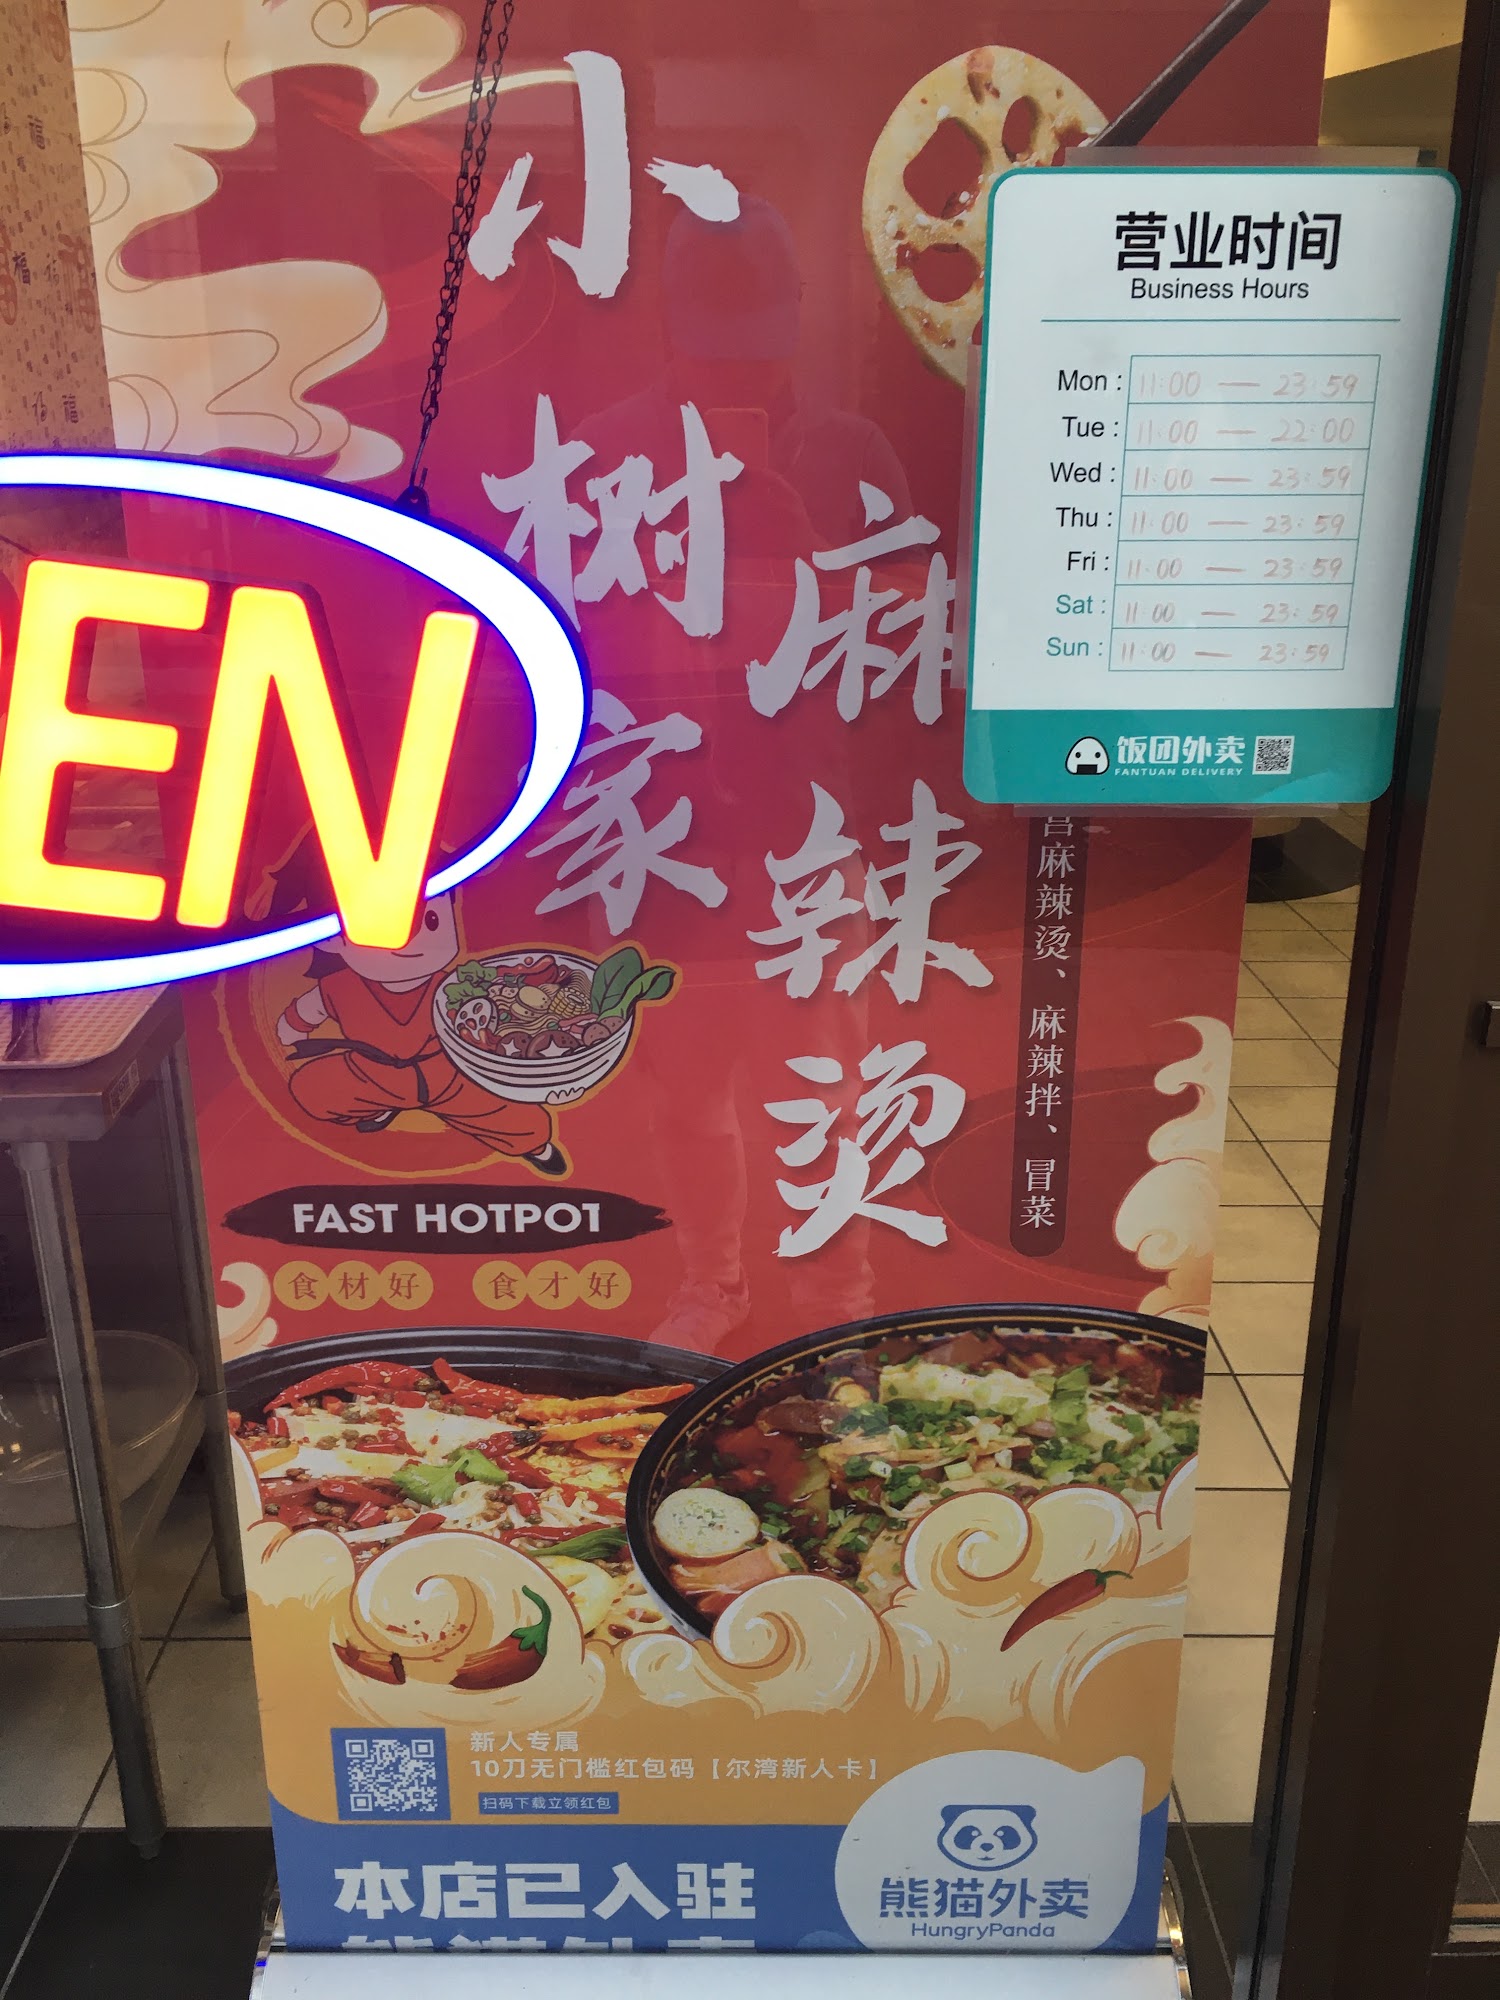 小树家
麻辣烫
营业时间
Business Hours
Mon : 11:00 — 23:59
Tue : 11:00 — 22:00
Wed : 11:00 — 23:59
Thu : 11:00 — 23:59
Fri : 11:00 — 23:59
Sat : 11:00 — 23:59
Sun : 11:00 — 23:59
饭团外卖
FANTUAN DELIVERY
麻辣烫、麻辣拌、冒菜
EN
FAST HOTPOT
食材好 食才好
新人专属
10刀无门槛红包码【尔湾新人卡】
扫码下载立领红包
本店已入驻
熊猫外卖
HungryPanda
福
福
福